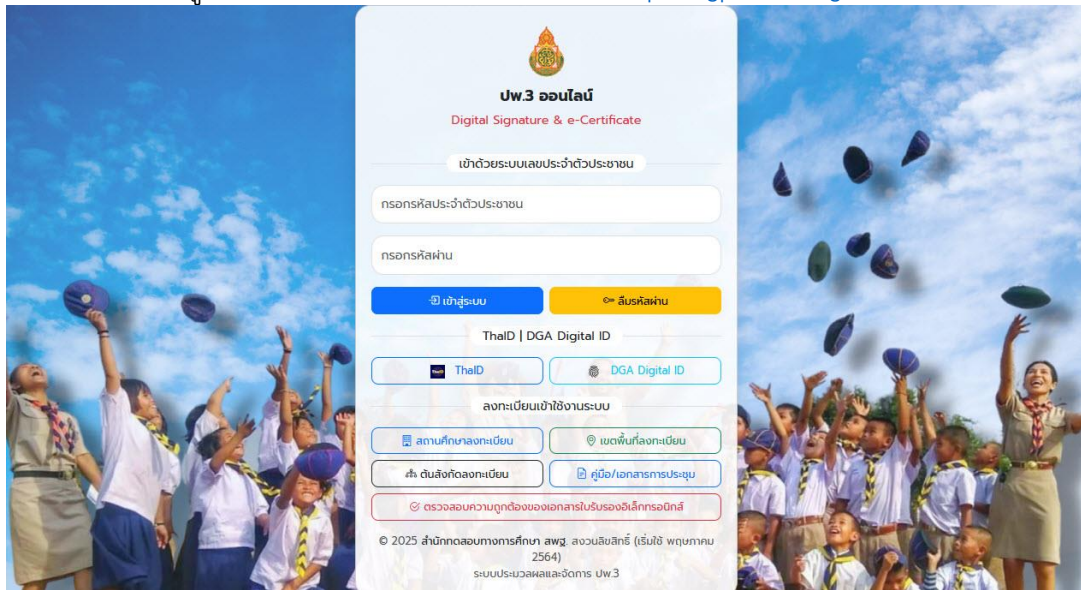 ปพ.3 ออนไลน์
Digital Signature & e-Certificate
เข้าด้วยระบบเลขประจำตัวประชาชน
กรอกรหัสประจำตัวประชาชน
กรอกรหัสผ่าน
เข้าสู่ระบบ
ลืมรหัสผ่าน
ThaID | DGA Digital ID
ThaID
DGA Digital ID
ลงทะเบียนเข้าใช้งานระบบ
สถานศึกษาลงทะเบียน
เขตพื้นที่ลงทะเบียน
ต้นสังกัดลงทะเบียน
คู่มือ/เอกสารการประชุม
ตรวจสอบความถูกต้องของเอกสารใบรับรองอิเล็กทรอนิกส์
© 2025 สำนักทดสอบทางการศึกษา สพฐ. สงวนลิขสิทธิ์ (เริ่มใช้ พฤษภาคม
2564)
ระบบประมวลผลและจัดการ ปพ.3